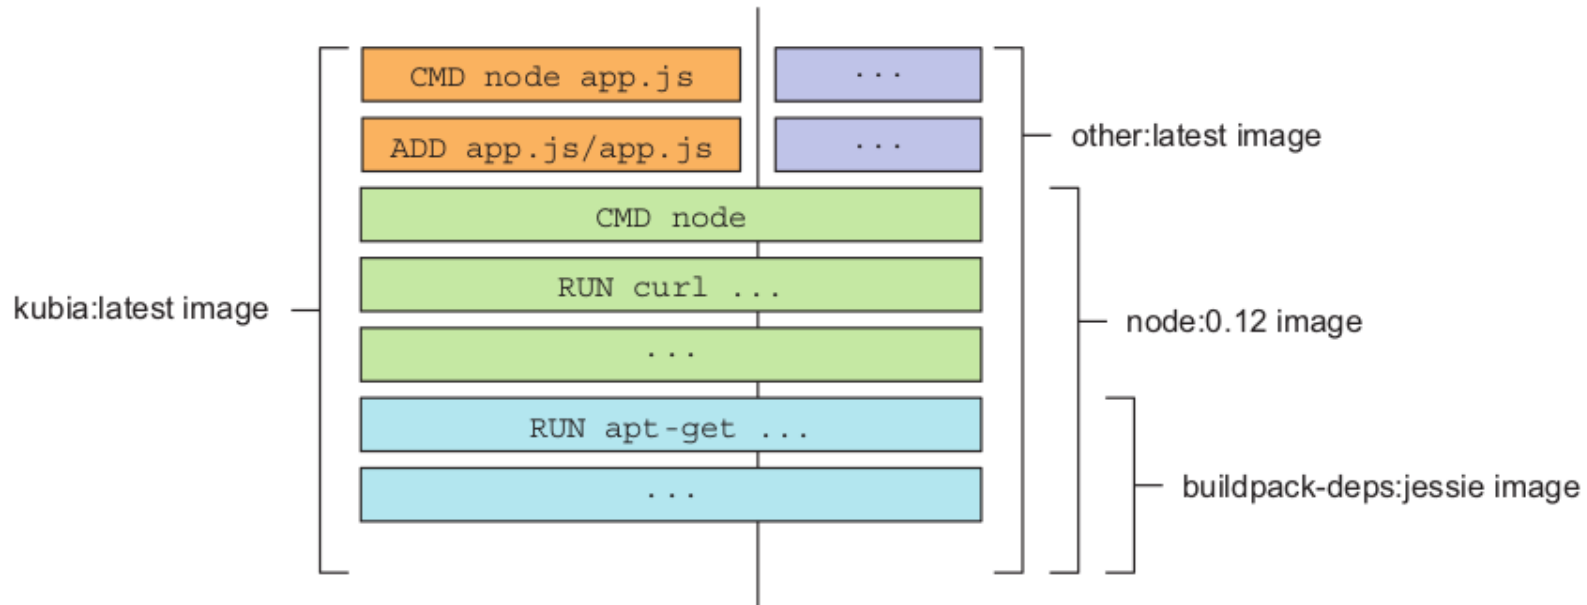 CMD node app.js
...
ADD app.js/app.js
...
other:latest image
CMD node
RUN curl ...
kubia:latest image
node:0.12 image
...
RUN apt-get ...
...
buildpack-deps:jessie image